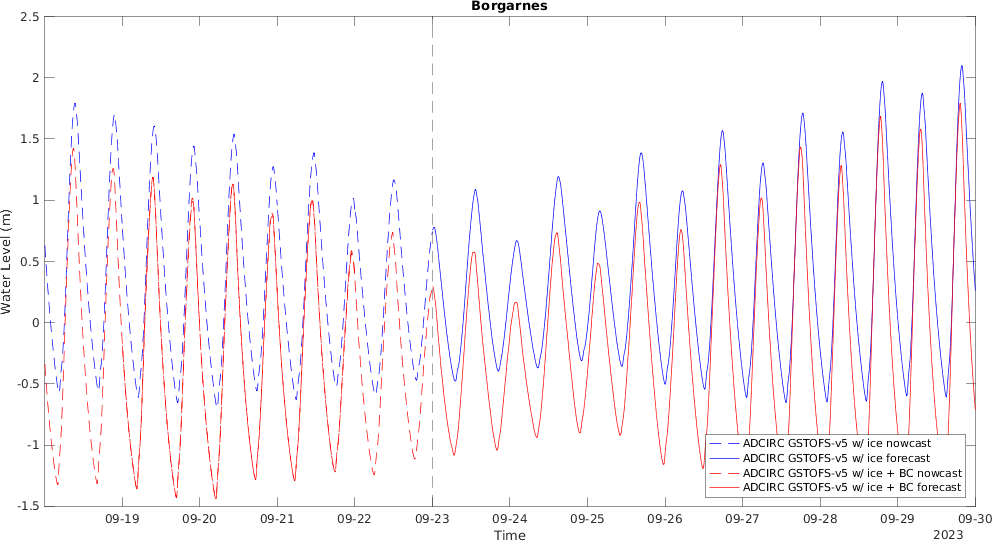 Borgarnes
2.5
2
1.5
1
0.5
0
-0.5
-1
-1.5
Water Level (m)
ADCIRC GSTOFS-v5 w/ ice nowcast
ADCIRC GSTOFS-v5 w/ ice forecast
ADCIRC GSTOFS-v5 w/ ice + BC nowcast
ADCIRC GSTOFS-v5 w/ ice + BC forecast
09-19 09-20 09-21 09-22 09-23 09-24 09-25 09-26 09-27 09-28 09-29 09-30
Time
2023